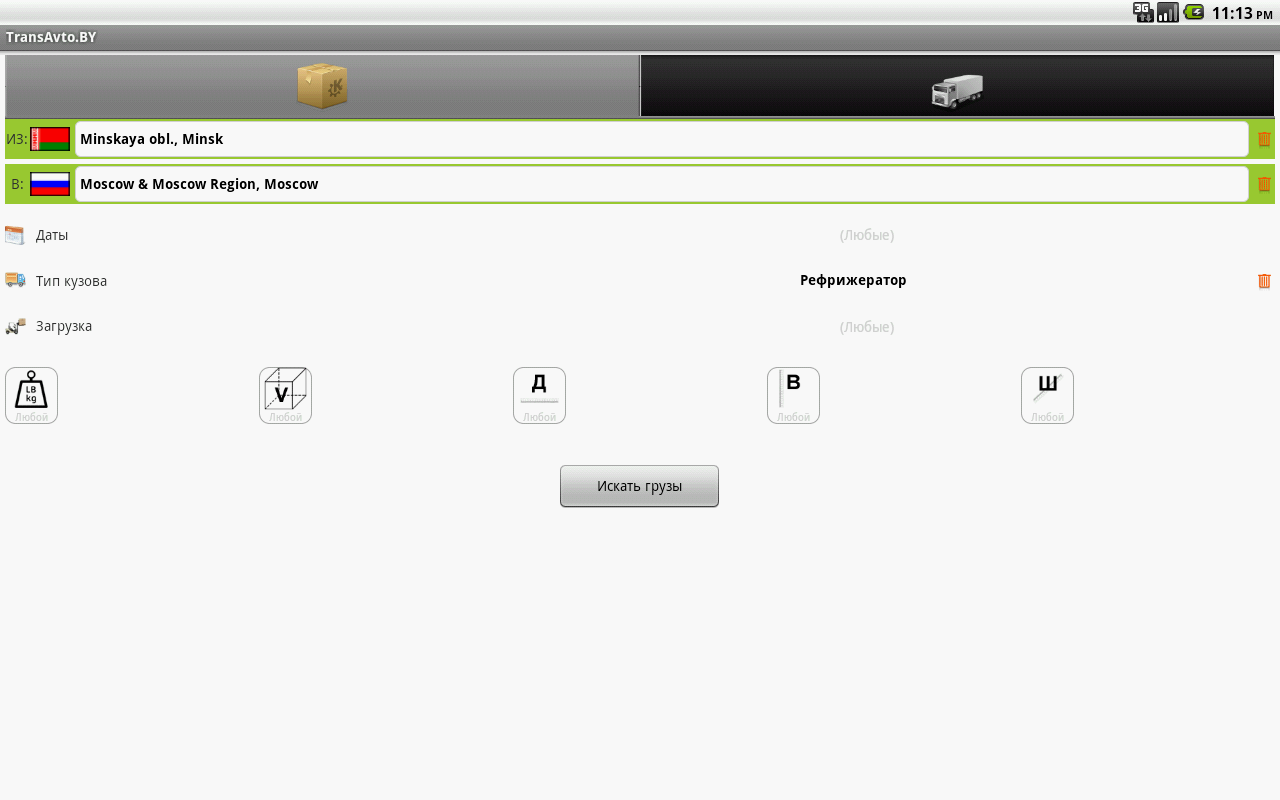 3G
11:13 PM
TransAvto.BY
ИЗ: Minskaya obl., Minsk
В: Moscow & Moscow Region, Moscow
Даты (Любые)
Тип кузова Рефрижератор
Загрузка (Любые)
LB V Д В Ш
kg
Любой Любой Любой Любой Любой
Искать грузы